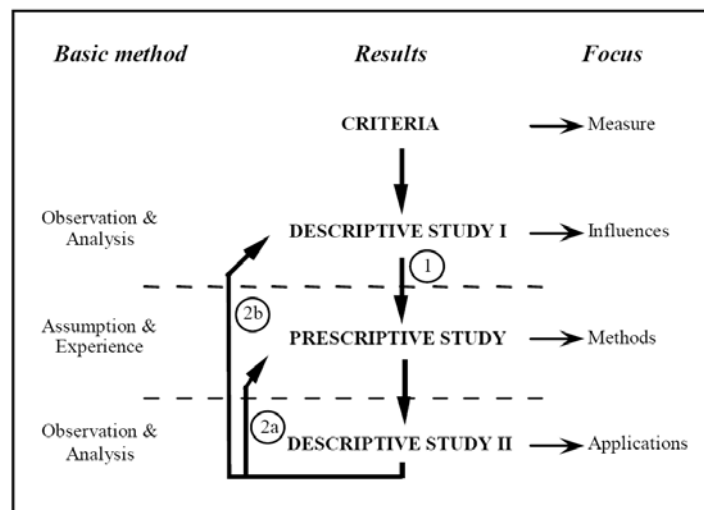 Basic method Results Focus
CRITERIA Measure
Observation &
Analysis
DESCRIPTIVE STUDY I Influences
1
2b
Assumption &
Experience
PRESCRIPTIVE STUDY Methods
2a
Observation &
Analysis
DESCRIPTIVE STUDY II Applications